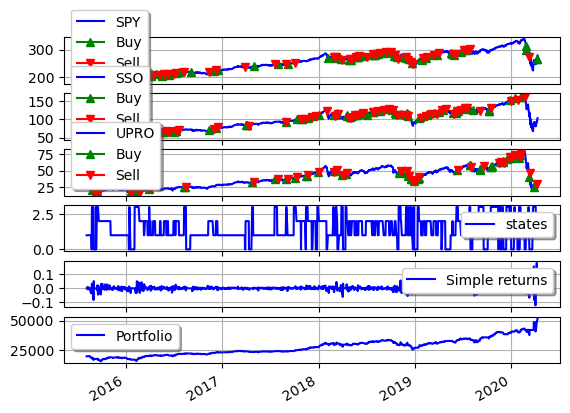 SPY
Buy
Sell
300
200
SSO
Buy
Sell
150
100
50
UPRO
Buy
Sell
75
50
25
states
2.5
0.0
Simple returns
0.1
0.0
−0.1
Portfolio
50000
25000
2016 2017 2018 2019 2020